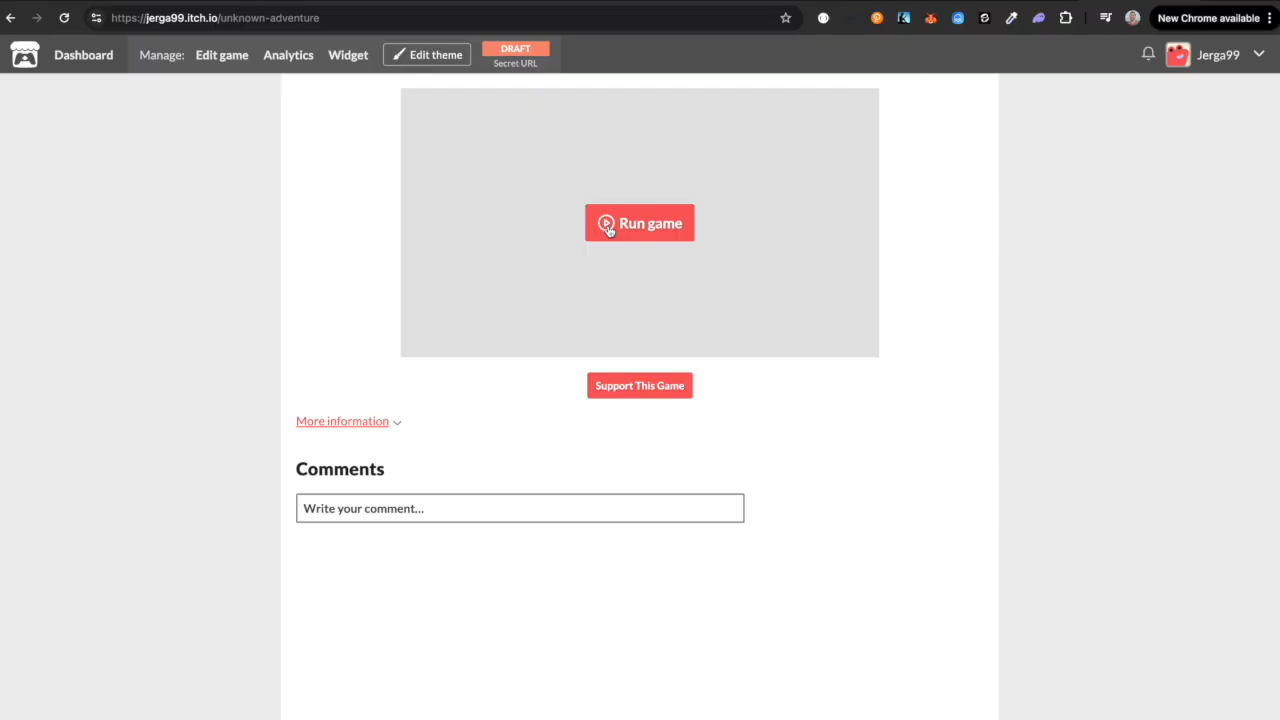 https://jerga99.itch.io/unknown-adventure
New Chrome available
Dashboard
Manage:
Edit game
Analytics
Widget
Edit theme
DRAFT
Secret URL
Jerga99
Run game
Support This Game
More information
Comments
Write your comment...